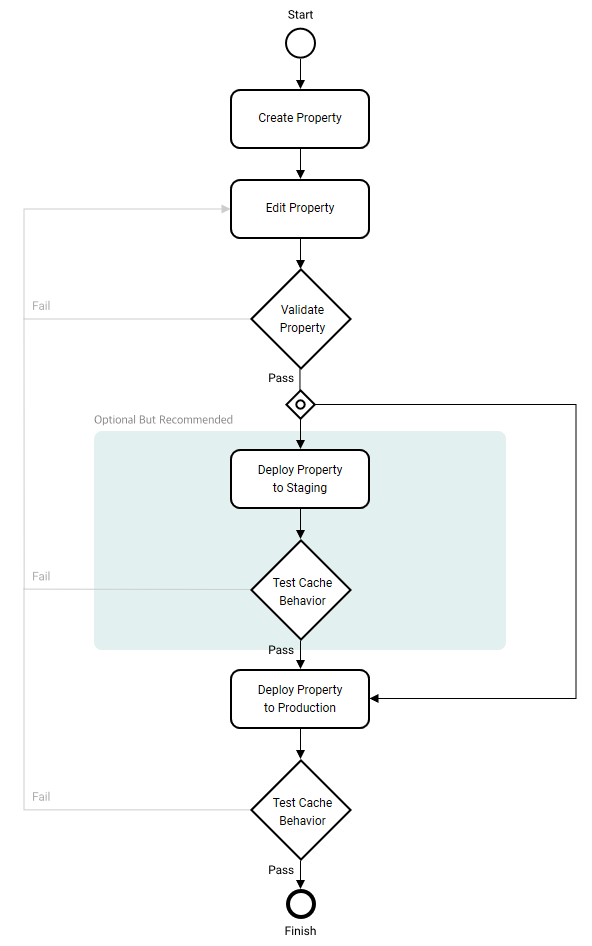 Start
Create Property
Edit Property
Fail
Validate
Property
Pass
Optional But Recommended
Deploy Property
to Staging
Fail
Test Cache
Behavior
Pass
Deploy Property
to Production
Fail
Test Cache
Behavior
Pass
Finish